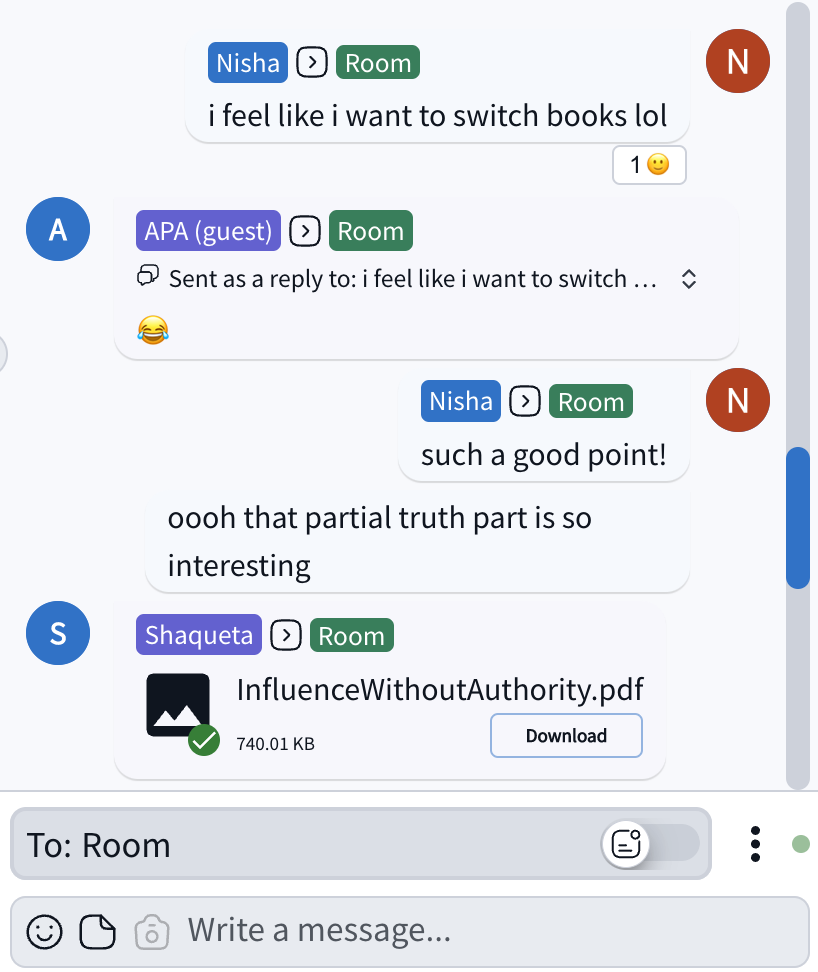 Nisha > Room
N
i feel like i want to switch books lol
1 🙂
A
APA (guest) > Room
Sent as a reply to: i feel like i want to switch ...
😂
Nisha > Room
N
such a good point!
oooh that partial truth part is so
interesting
S
Shaqueta > Room
InfluenceWithoutAuthority.pdf
740.01 KB
Download
To: Room
Write a message...